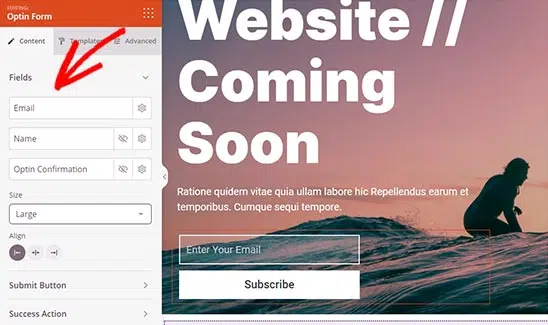 EDITING:
Optin Form
Content
Templates
Advanced
Fields
Email
Name
Optin Confirmation
Size
Large
Align
Submit Button
Success Action
Website //
Coming
Soon
Ratione quidem vitae quia ullam labore hic Repellendus earum et
temporibus. Cumque sequi tempore.
Enter Your Email
Subscribe